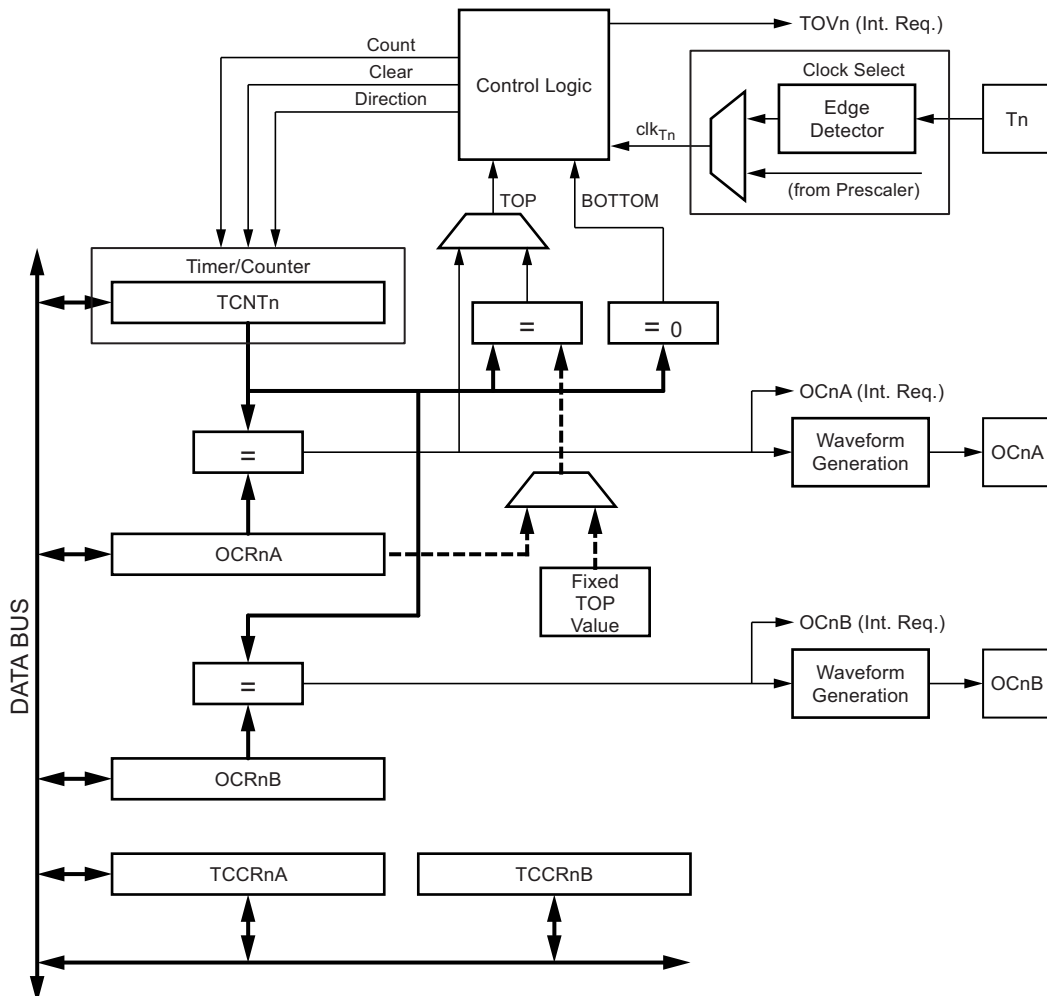 TOVn (Int. Req.)
Count
Clear
Direction
Control Logic
Clock Select
Edge
Detector
Tn
clkTn
(from Prescaler)
TOP
BOTTOM
Timer/Counter
TCNTn
=
= 0
OCnA (Int. Req.)
=
Waveform
Generation
OCnA
OCRnA
Fixed
TOP
Value
DATA BUS
OCnB (Int. Req.)
=
Waveform
Generation
OCnB
OCRnB
TCCRnA
TCCRnB